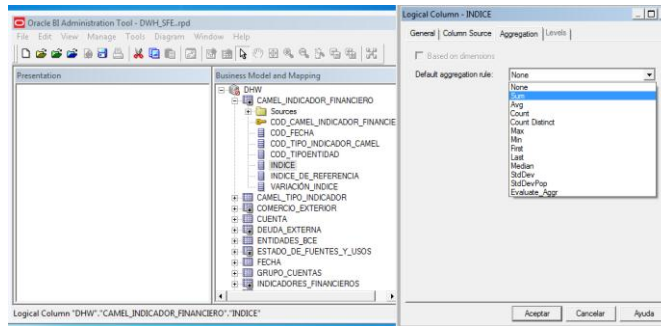 Oracle BI Administration Tool - DWH_SFE..rpd
File Edit View Manage Tools Diagram Window Help
Presentation
Business Model and Mapping
DHW
CAMEL_INDICADOR_FINANCIERO
Sources
COD_CAMEL_INDICADOR_FINANCIE
COD_FECHA
COD_TIPO_INDICADOR_CAMEL
COD_TIPOENTIDAD
INDICE
INDICE_DE_REFERENCIA
VARIACIÓN_INDICE
CAMEL_TIPO_INDICADOR
COMERCIO_EXTERIOR
CUENTA
DEUDA_EXTERNA
ENTIDADES_BCE
ESTADO_DE_FUENTES_Y_USOS
FECHA
GRUPO_CUENTAS
INDICADORES_FINANCIEROS
Logical Column "DHW"."CAMEL_INDICADOR_FINANCIERO"."INDICE"
Logical Column - INDICE
General Column Source Aggregation Levels
Based on dimensions
Default aggregation rule: None
None
Sum
Avg
Count
Count Distinct
Max
Min
First
Last
Median
StdDev
StdDevPop
Evaluate_Aggr
Aceptar Cancelar Ayuda